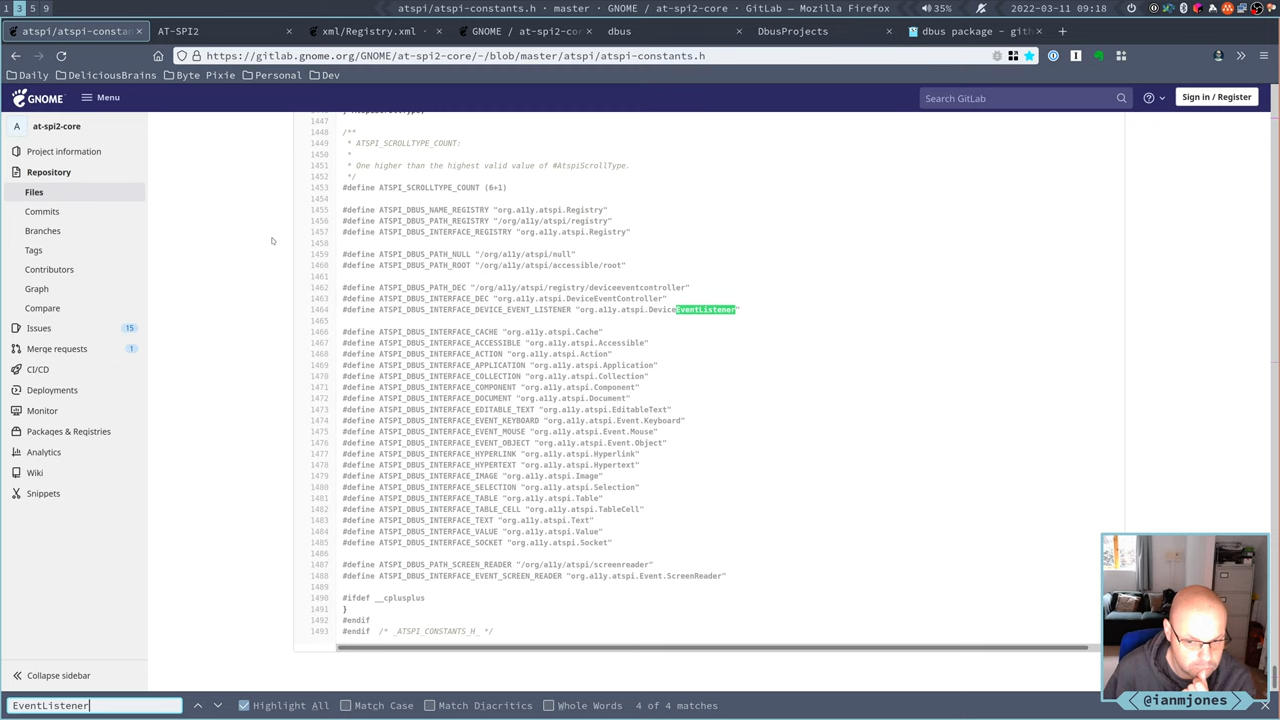 1 3 5 9
atspi/atspi-constants.h · master · GNOME / at-spi2-core · GitLab — Mozilla Firefox
35%
2022-03-11 09:18
atspi/atspi-constan ×
AT-SPI2 ×
xml/Registry.xml · ×
GNOME / at-spi2-cor ×
dbus ×
DbusProjects ×
dbus package - gith ×
https://gitlab.gnome.org/GNOME/at-spi2-core/-/blob/master/atspi/atspi-constants.h
Daily DeliciousBrains Byte Pixie Personal Dev
GNOME Menu
Search GitLab
Sign in / Register
A at-spi2-core
Project information
Repository
Files
Commits
Branches
Tags
Contributors
Graph
Compare
Issues 15
Merge requests 1
CI/CD
Deployments
Monitor
Packages & Registries
Analytics
Wiki
Snippets
Collapse sidebar
1447
1448 /**
1449 * ATSPI_SCROLLTYPE_COUNT:
1450 *
1451 * One higher than the highest valid value of #AtspiScrollType.
1452 */
1453 #define ATSPI_SCROLLTYPE_COUNT (6+1)
1454
1455 #define ATSPI_DBUS_NAME_REGISTRY "org.a11y.atspi.Registry"
1456 #define ATSPI_DBUS_PATH_REGISTRY "/org/a11y/atspi/registry"
1457 #define ATSPI_DBUS_INTERFACE_REGISTRY "org.a11y.atspi.Registry"
1458
1459 #define ATSPI_DBUS_PATH_NULL "/org/a11y/atspi/null"
1460 #define ATSPI_DBUS_PATH_ROOT "/org/a11y/atspi/accessible/root"
1461
1462 #define ATSPI_DBUS_PATH_DEC "/org/a11y/atspi/registry/deviceeventcontroller"
1463 #define ATSPI_DBUS_INTERFACE_DEC "org.a11y.atspi.DeviceEventController"
1464 #define ATSPI_DBUS_INTERFACE_DEVICE_EVENT_LISTENER "org.a11y.atspi.DeviceEventListener"
1465
1466 #define ATSPI_DBUS_INTERFACE_CACHE "org.a11y.atspi.Cache"
1467 #define ATSPI_DBUS_INTERFACE_ACCESSIBLE "org.a11y.atspi.Accessible"
1468 #define ATSPI_DBUS_INTERFACE_ACTION "org.a11y.atspi.Action"
1469 #define ATSPI_DBUS_INTERFACE_APPLICATION "org.a11y.atspi.Application"
1470 #define ATSPI_DBUS_INTERFACE_COLLECTION "org.a11y.atspi.Collection"
1471 #define ATSPI_DBUS_INTERFACE_COMPONENT "org.a11y.atspi.Component"
1472 #define ATSPI_DBUS_INTERFACE_DOCUMENT "org.a11y.atspi.Document"
1473 #define ATSPI_DBUS_INTERFACE_EDITABLE_TEXT "org.a11y.atspi.EditableText"
1474 #define ATSPI_DBUS_INTERFACE_EVENT_KEYBOARD "org.a11y.atspi.Event.Keyboard"
1475 #define ATSPI_DBUS_INTERFACE_EVENT_MOUSE "org.a11y.atspi.Event.Mouse"
1476 #define ATSPI_DBUS_INTERFACE_EVENT_OBJECT "org.a11y.atspi.Event.Object"
1477 #define ATSPI_DBUS_INTERFACE_HYPERLINK "org.a11y.atspi.Hyperlink"
1478 #define ATSPI_DBUS_INTERFACE_HYPERTEXT "org.a11y.atspi.Hypertext"
1479 #define ATSPI_DBUS_INTERFACE_IMAGE "org.a11y.atspi.Image"
1480 #define ATSPI_DBUS_INTERFACE_SELECTION "org.a11y.atspi.Selection"
1481 #define ATSPI_DBUS_INTERFACE_TABLE "org.a11y.atspi.Table"
1482 #define ATSPI_DBUS_INTERFACE_TABLE_CELL "org.a11y.atspi.TableCell"
1483 #define ATSPI_DBUS_INTERFACE_TEXT "org.a11y.atspi.Text"
1484 #define ATSPI_DBUS_INTERFACE_VALUE "org.a11y.atspi.Value"
1485 #define ATSPI_DBUS_INTERFACE_SOCKET "org.a11y.atspi.Socket"
1486
1487 #define ATSPI_DBUS_PATH_SCREEN_READER "/org/a11y/atspi/screenreader"
1488 #define ATSPI_DBUS_INTERFACE_EVENT_SCREEN_READER "org.a11y.atspi.Event.ScreenReader"
1489
1490 #ifdef __cplusplus
1491 }
1492 #endif
1493 #endif /* _ATSPI_CONSTANTS_H_ */
@ianmjones
EventListener
Highlight All Match Case Match Diacritics Whole Words 4 of 4 matches